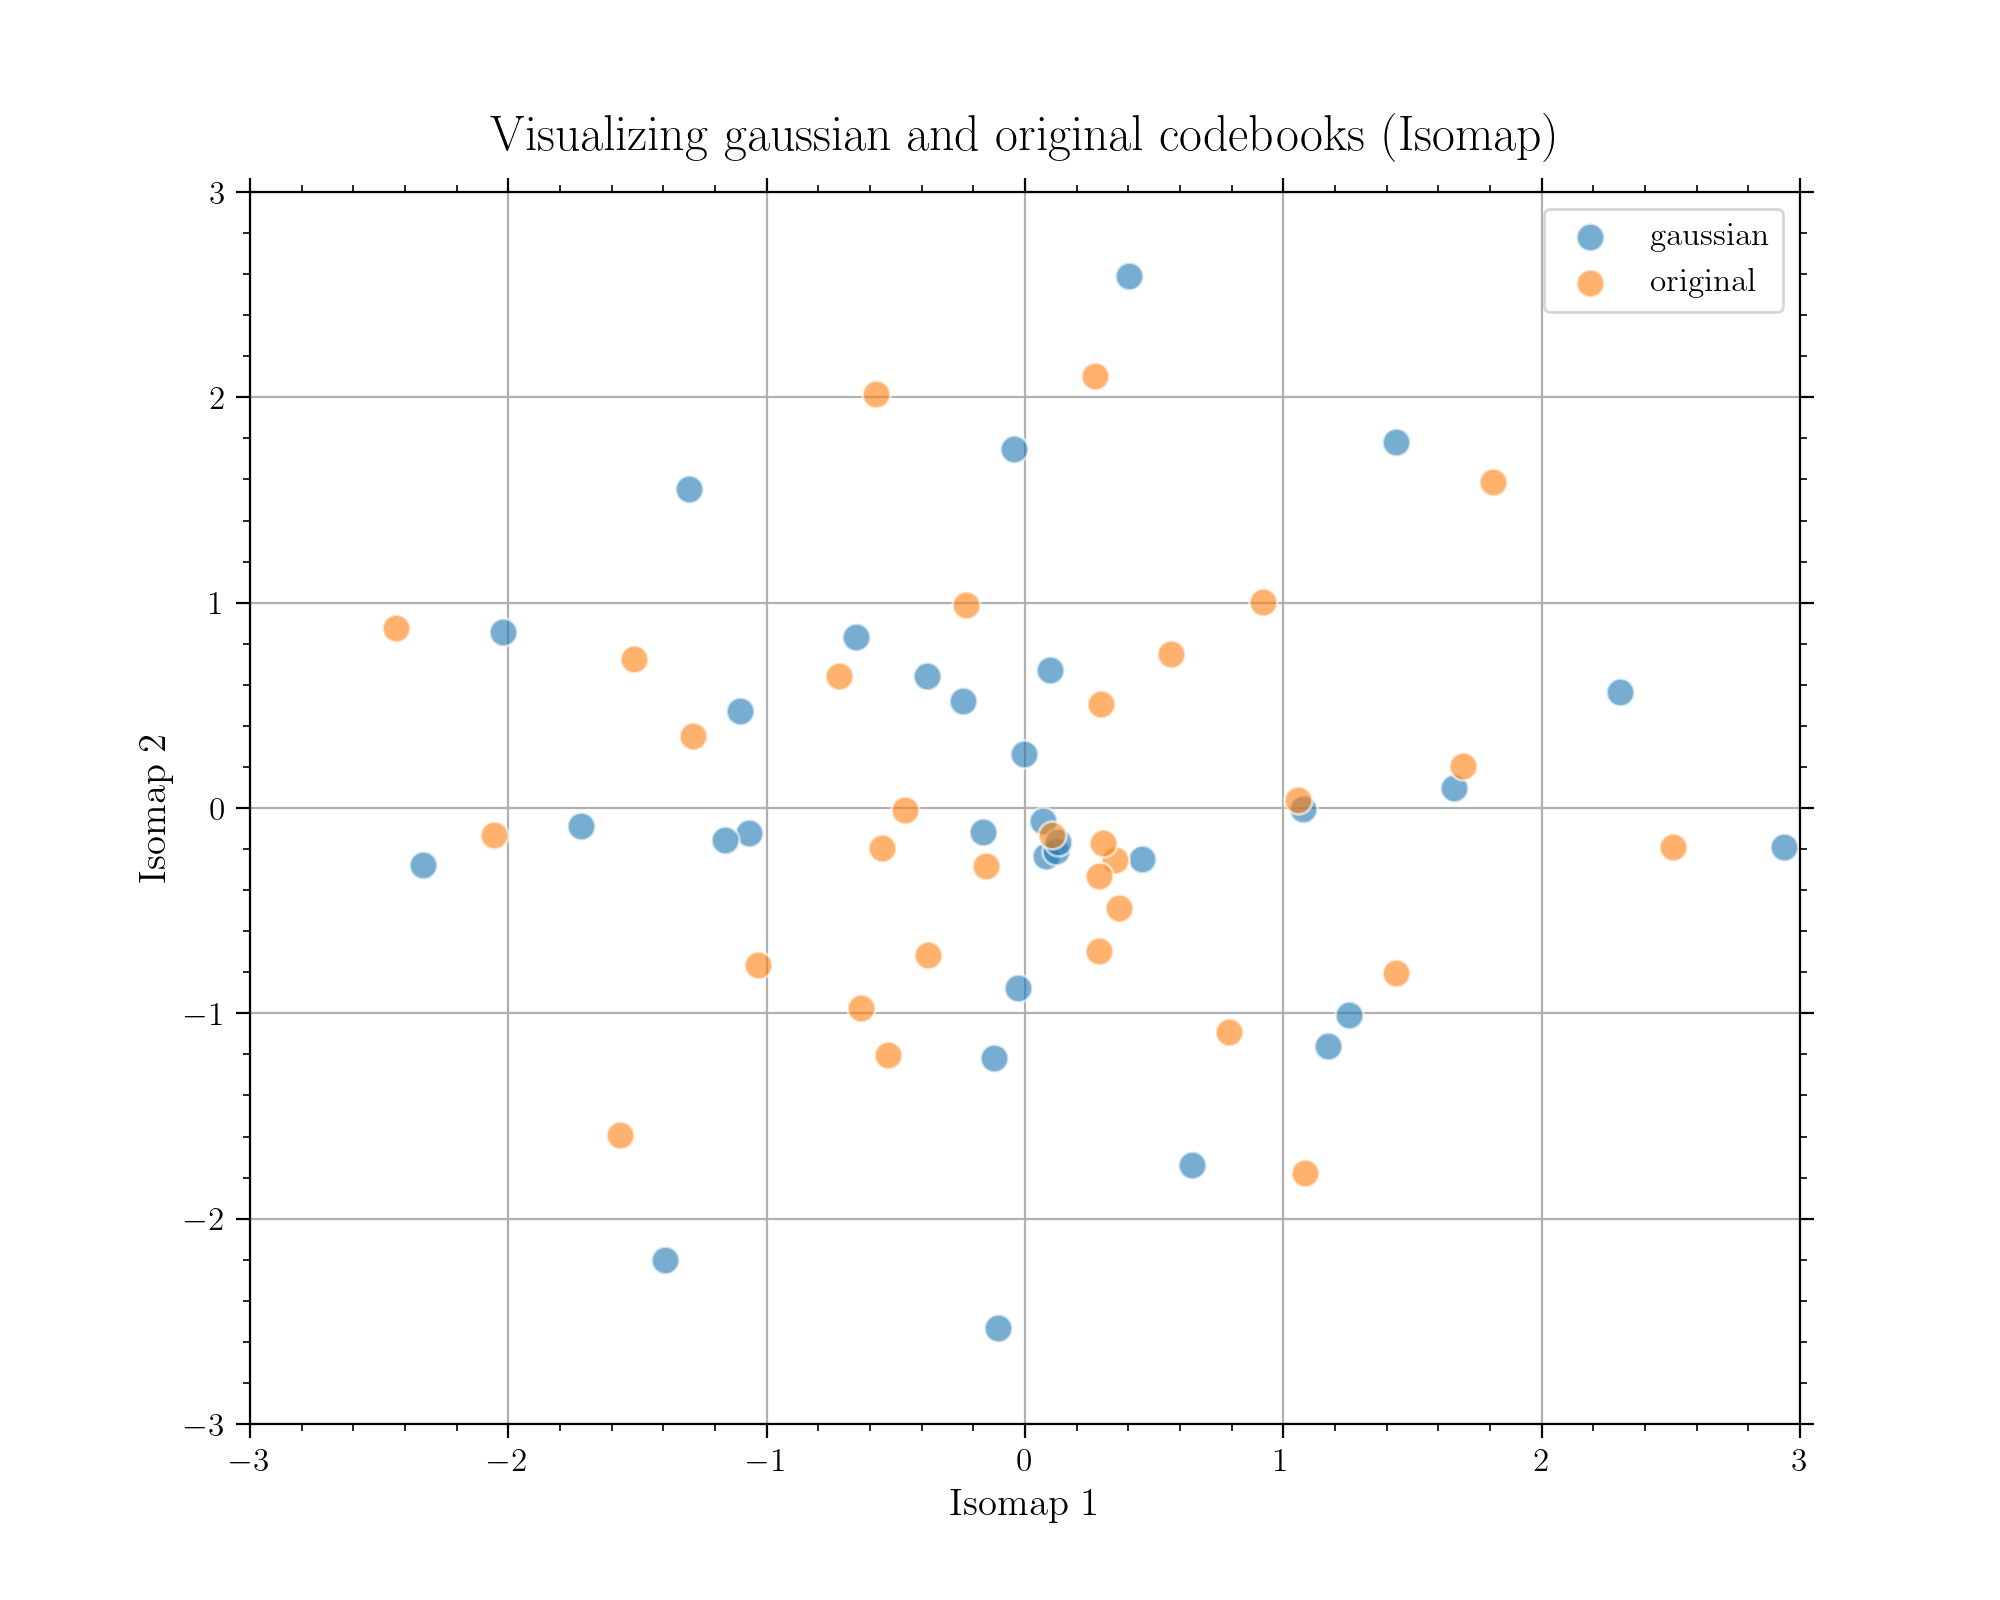 Visualizing gaussian and original codebooks (Isomap)
gaussian
original
3
2
1
0
−1
−2
−3
Isomap 2
−3 −2 −1 0 1 2 3
Isomap 1